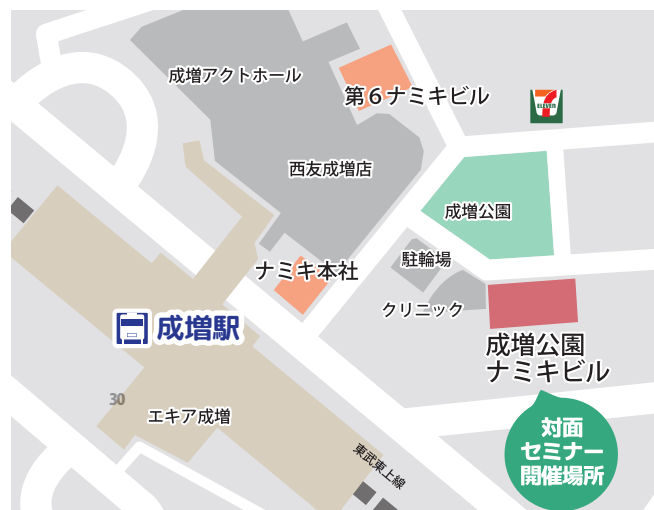 成増アクトホール
第6ナミキビル
ELEVEN
西友成増店
成増公園
駐輪場
ナミキ本社
クリニック
成増駅
成増公園
ナミキビル
30
エキア成増
対面
セミナー
開催場所
東武東上線